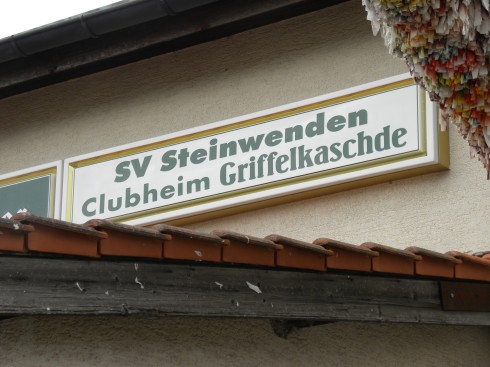 SV Steinwenden
Clubheim Griffelkaschde